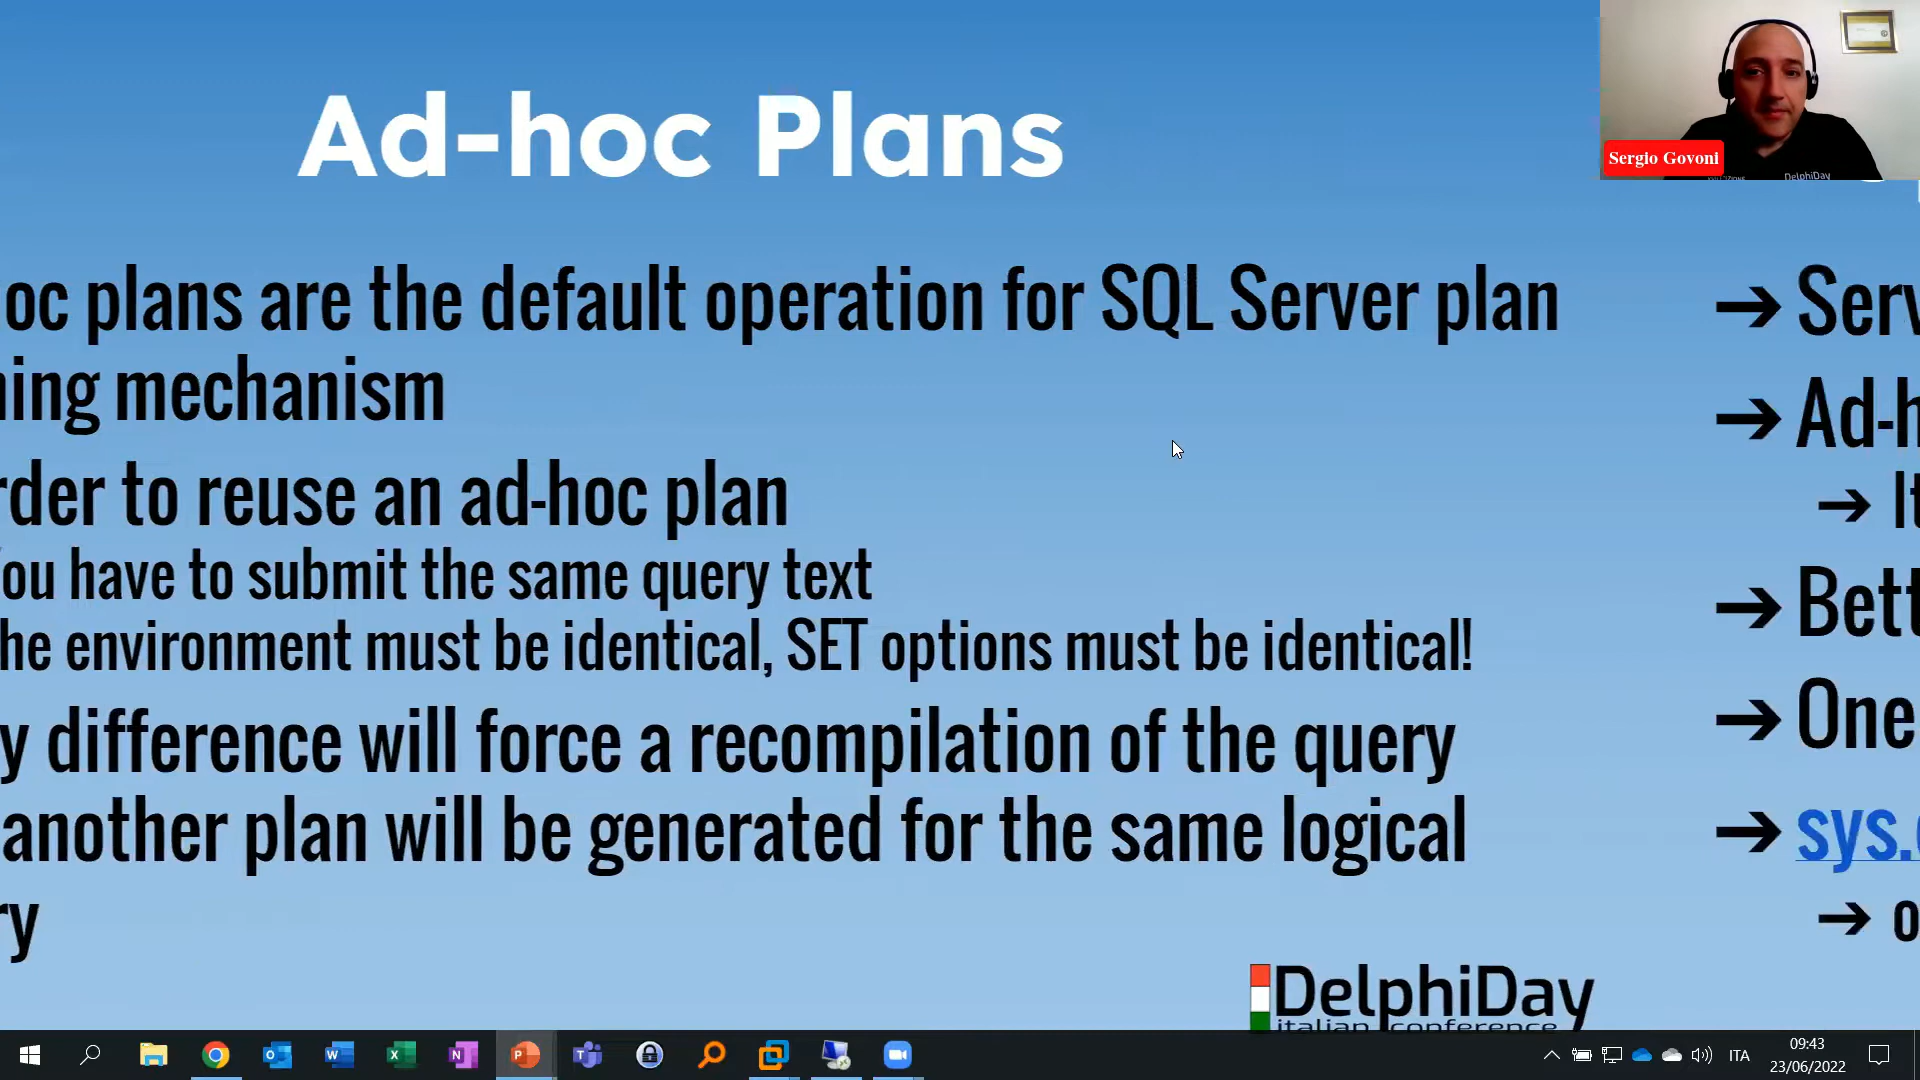 Ad-hoc Plans
Sergio Govoni
DelphiDay
oc plans are the default operation for SQL Server plan
ing mechanism
rder to reuse an ad-hoc plan
ou have to submit the same query text
he environment must be identical, SET options must be identical!
y difference will force a recompilation of the query
another plan will be generated for the same logical
ry
➔ Serv
➔ Ad-h
➔ It
➔ Bett
➔ One
➔ sys.
➔ o
DelphiDay
italian conference
ITA
09:43
23/06/2022